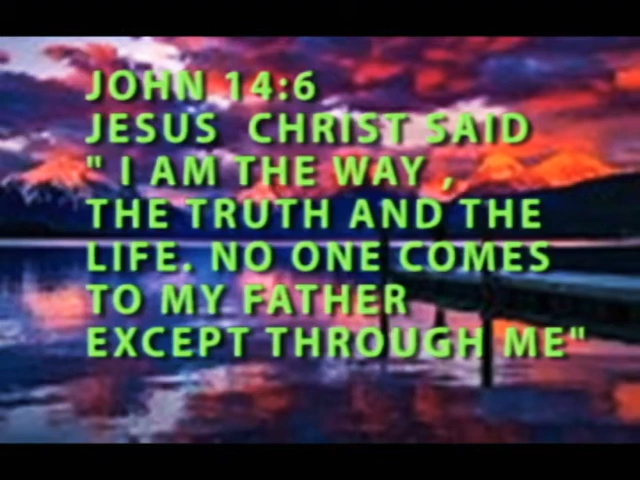 JOHN 14:6
JESUS  CHRIST SAID
" I AM THE WAY ,
THE TRUTH AND THE
LIFE. NO ONE COMES
TO MY FATHER
EXCEPT THROUGH ME"